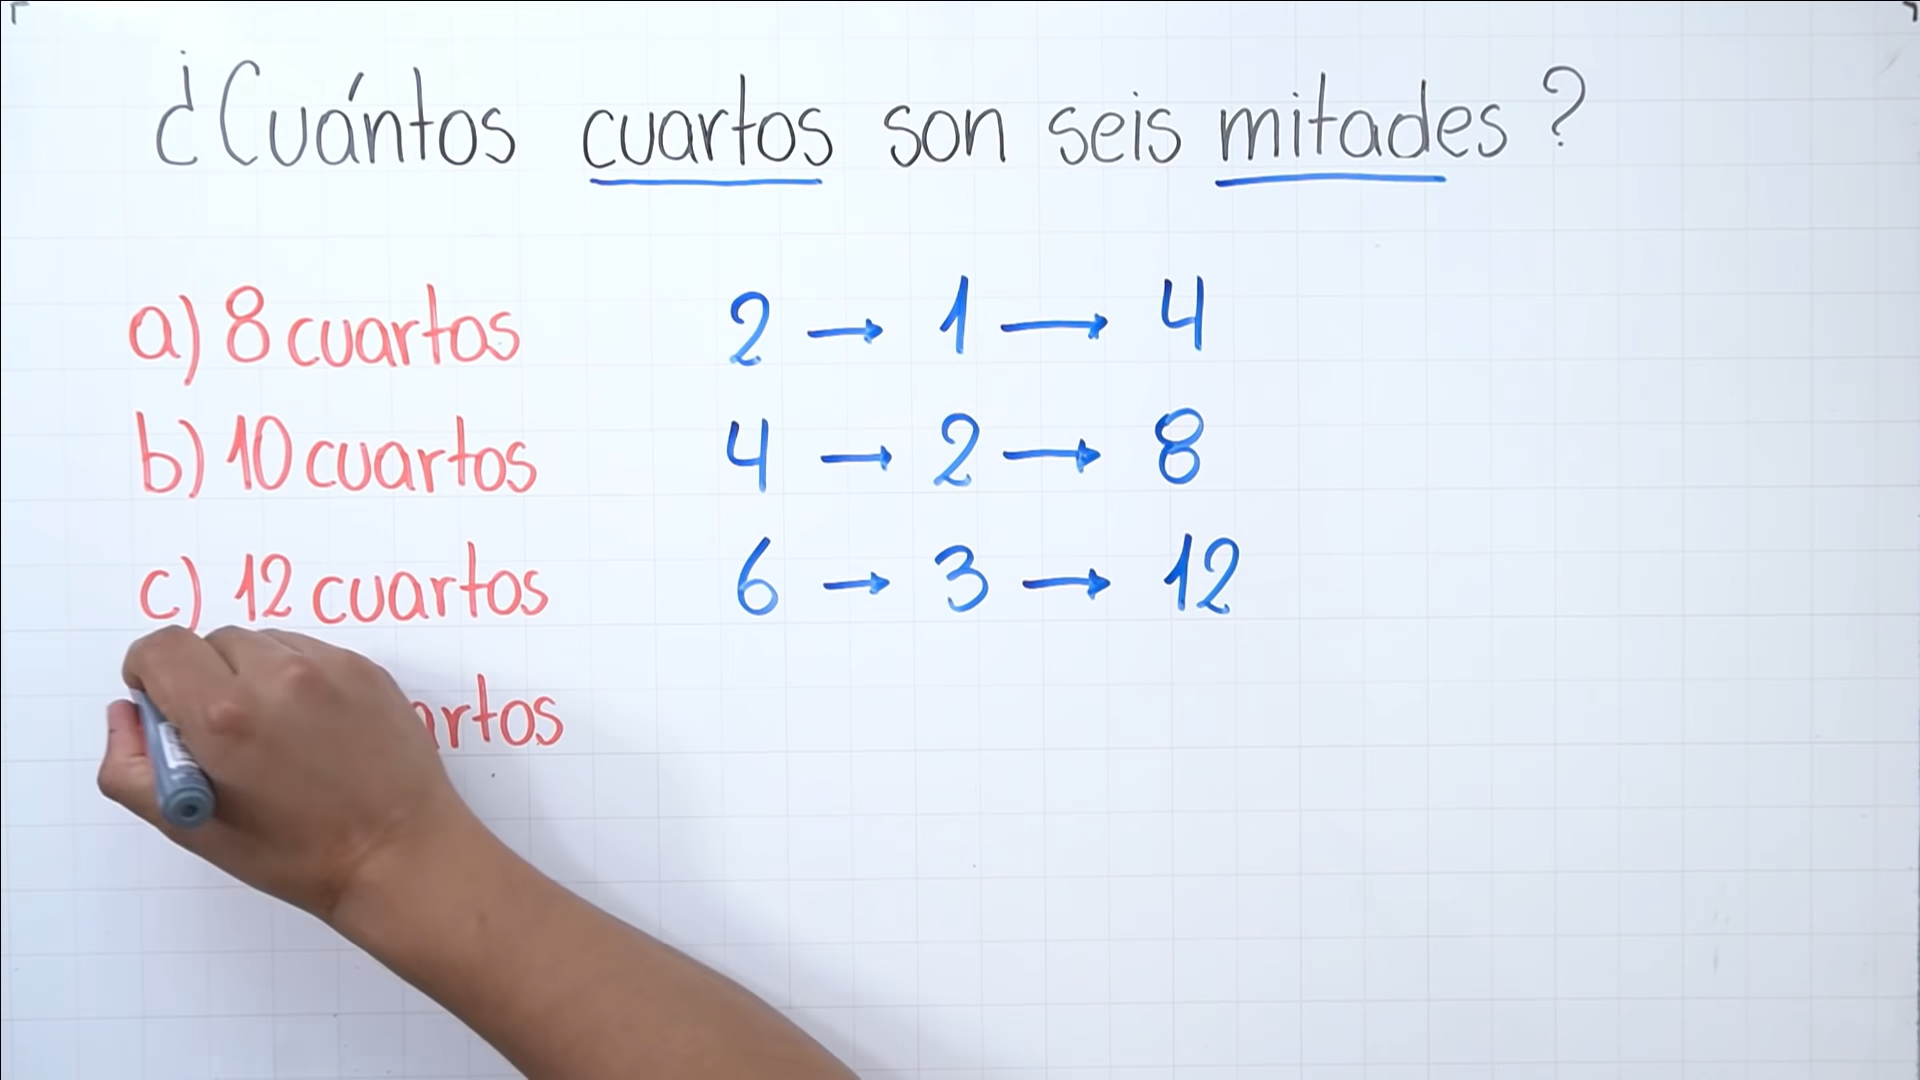 ¿Cuántos cuartos son seis mitades?
a) 8 cuartos
2 → 1 → 4
b) 10 cuartos
4 → 2 → 8
c) 12 cuartos
6 → 3 → 12